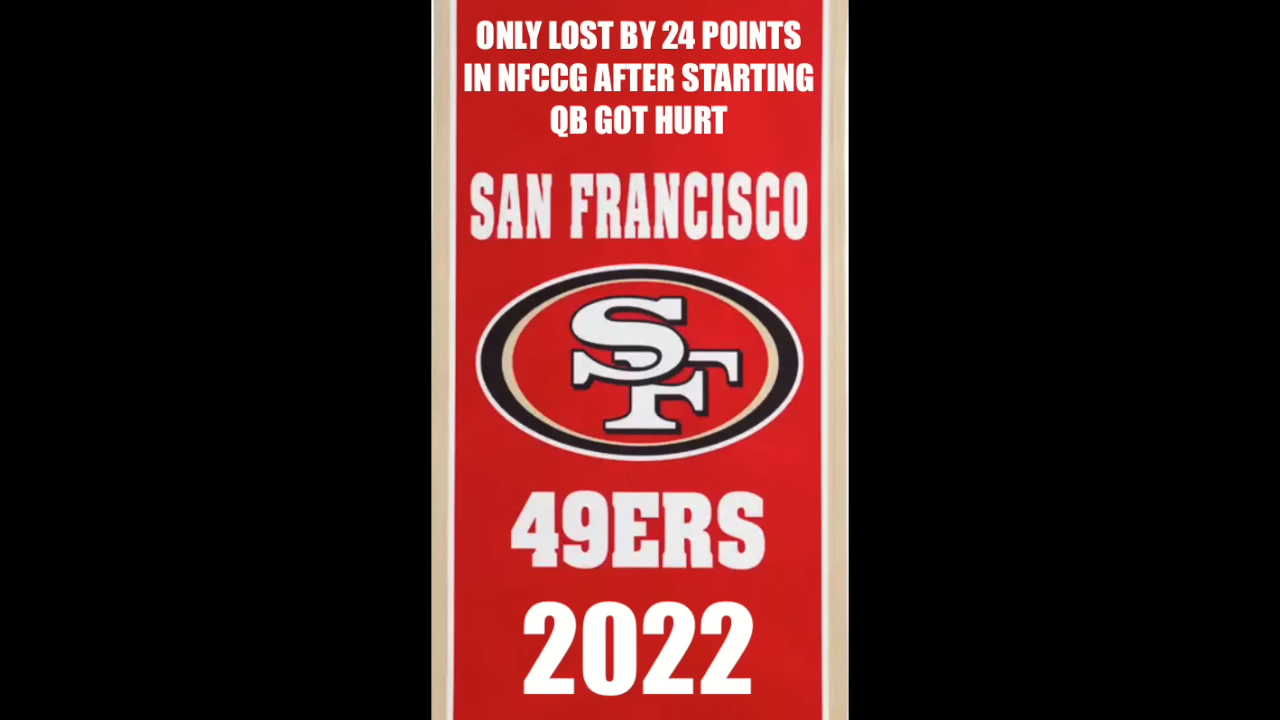 ONLY LOST BY 24 POINTS
IN NFCCG AFTER STARTING
QB GOT HURT
SAN FRANCISCO
SF
49ERS
2022